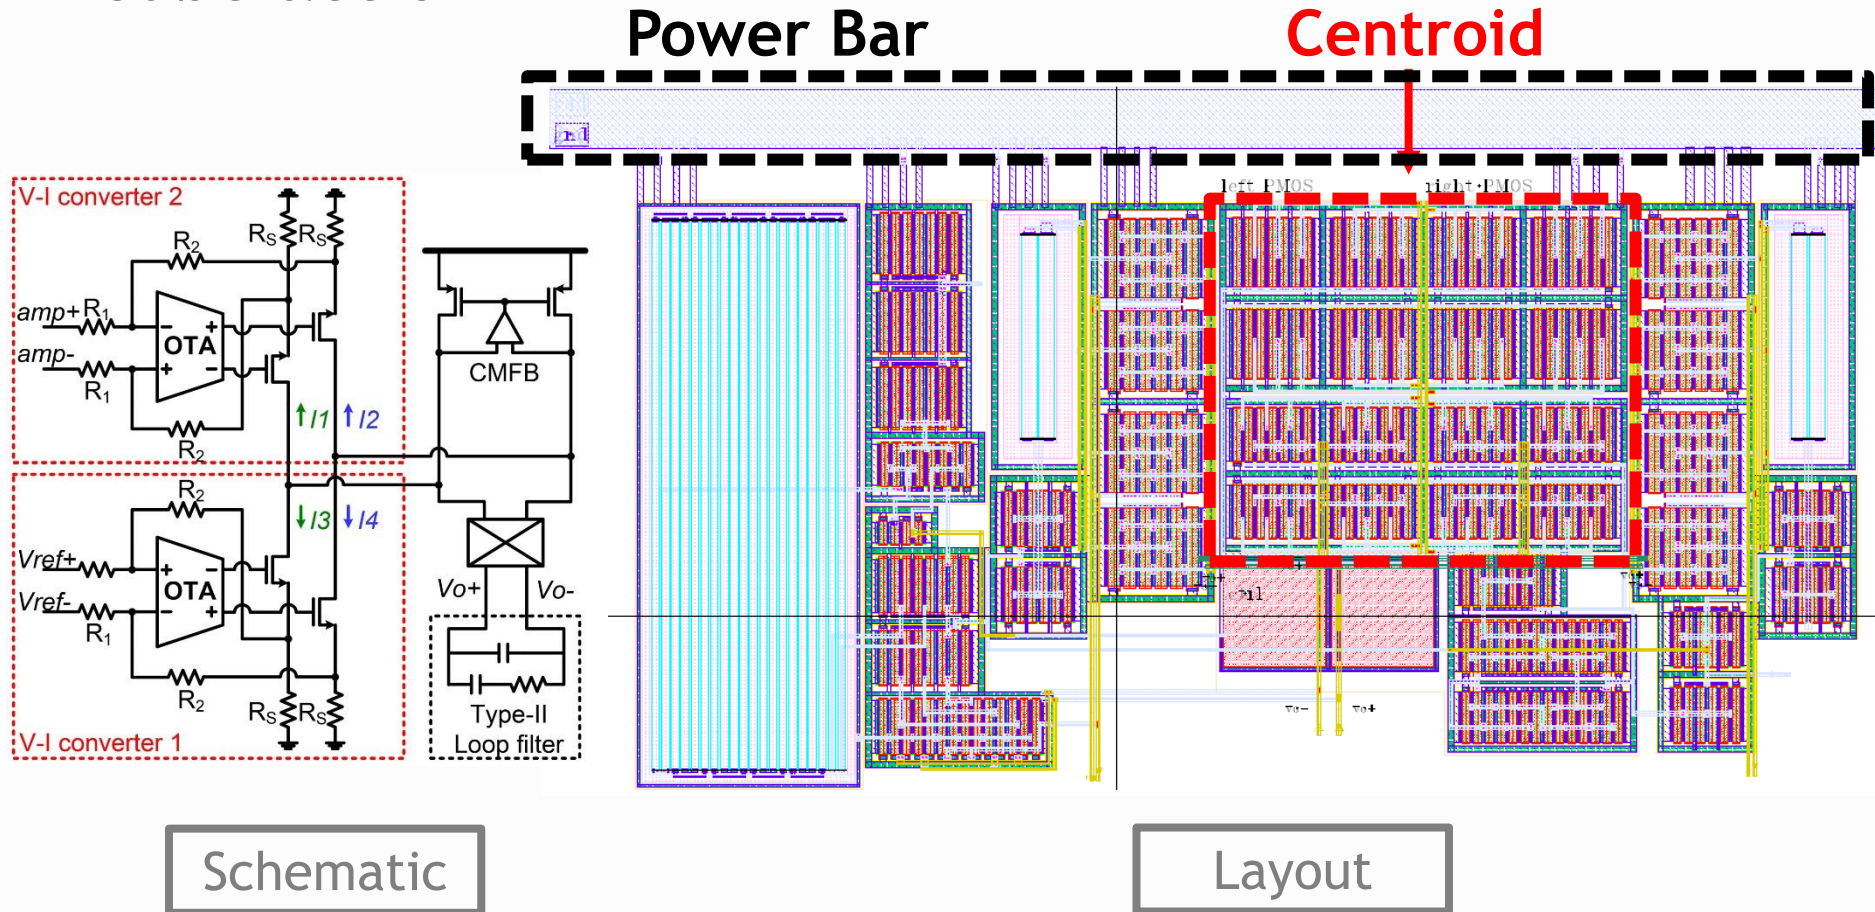 Power Bar
Centroid
V-I converter 2
R2
RS RS
amp+ R1
amp-
R1
OTA
- +
+ -
R2
I1 I2
CMFB
R2
I3 I4
Vref+
Vref-
R1
OTA
+ -
- +
R2
RS RS
V-I converter 1
Vo+ Vo-
Type-II
Loop filter
left PMOS
right PMOS
vo-
vo+
Schematic
Layout